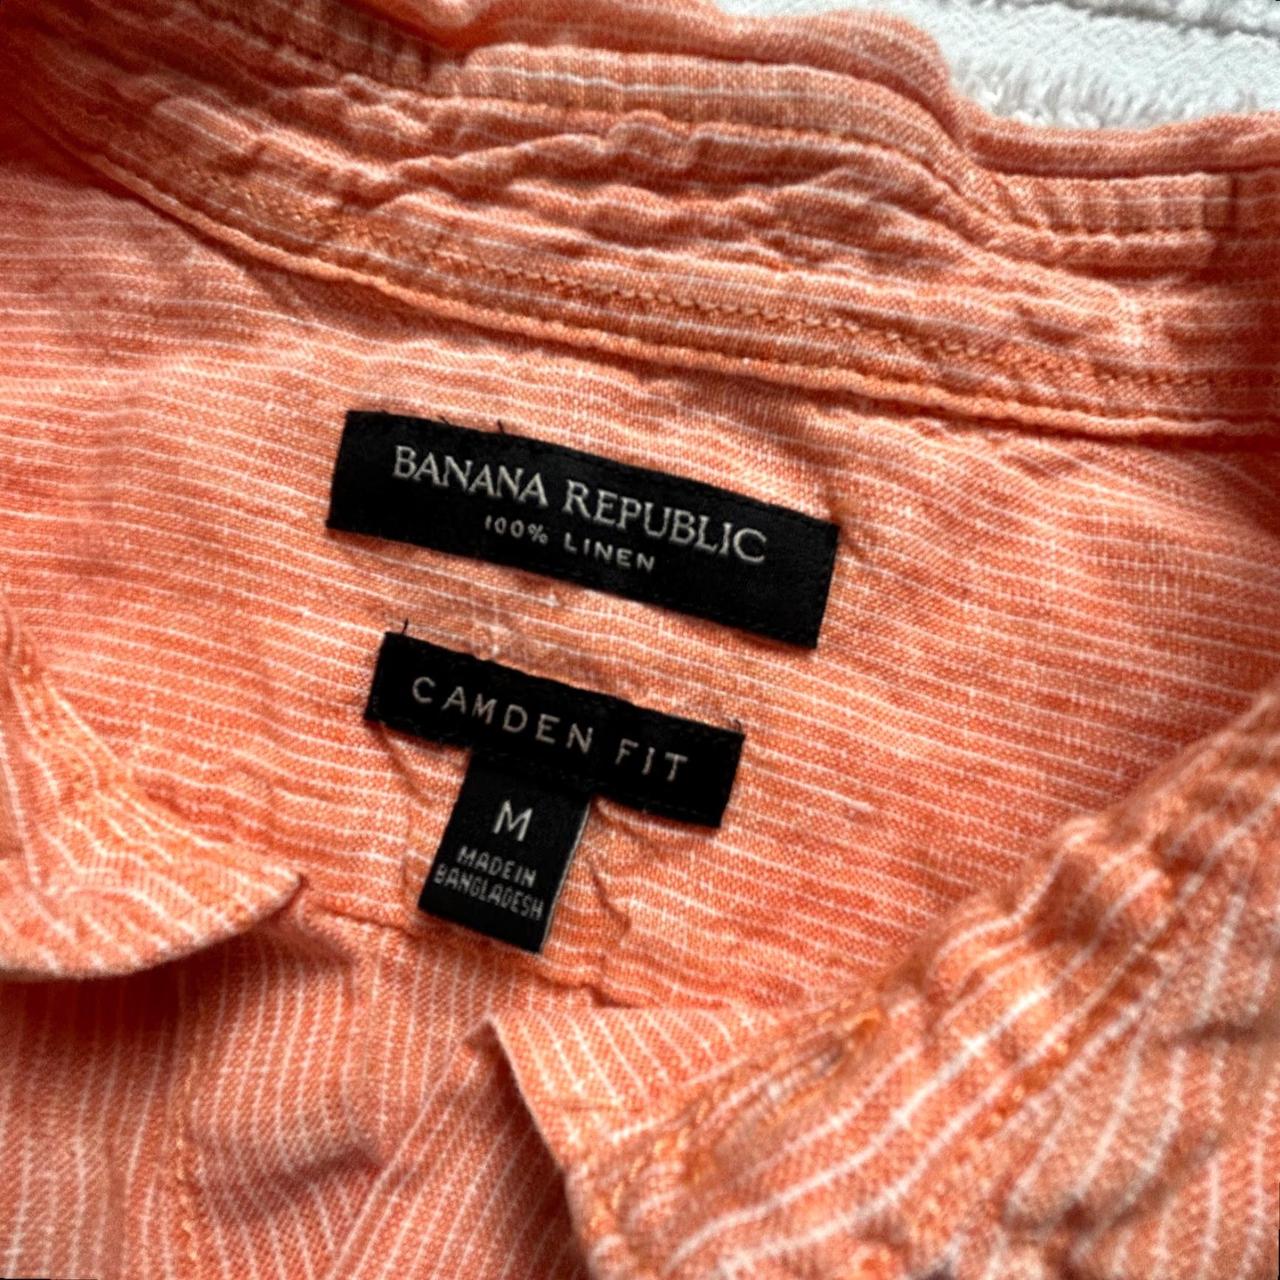 BANANA REPUBLIC
100% LINEN
CAMDEN FIT
M
MADE IN
BANGLADESH